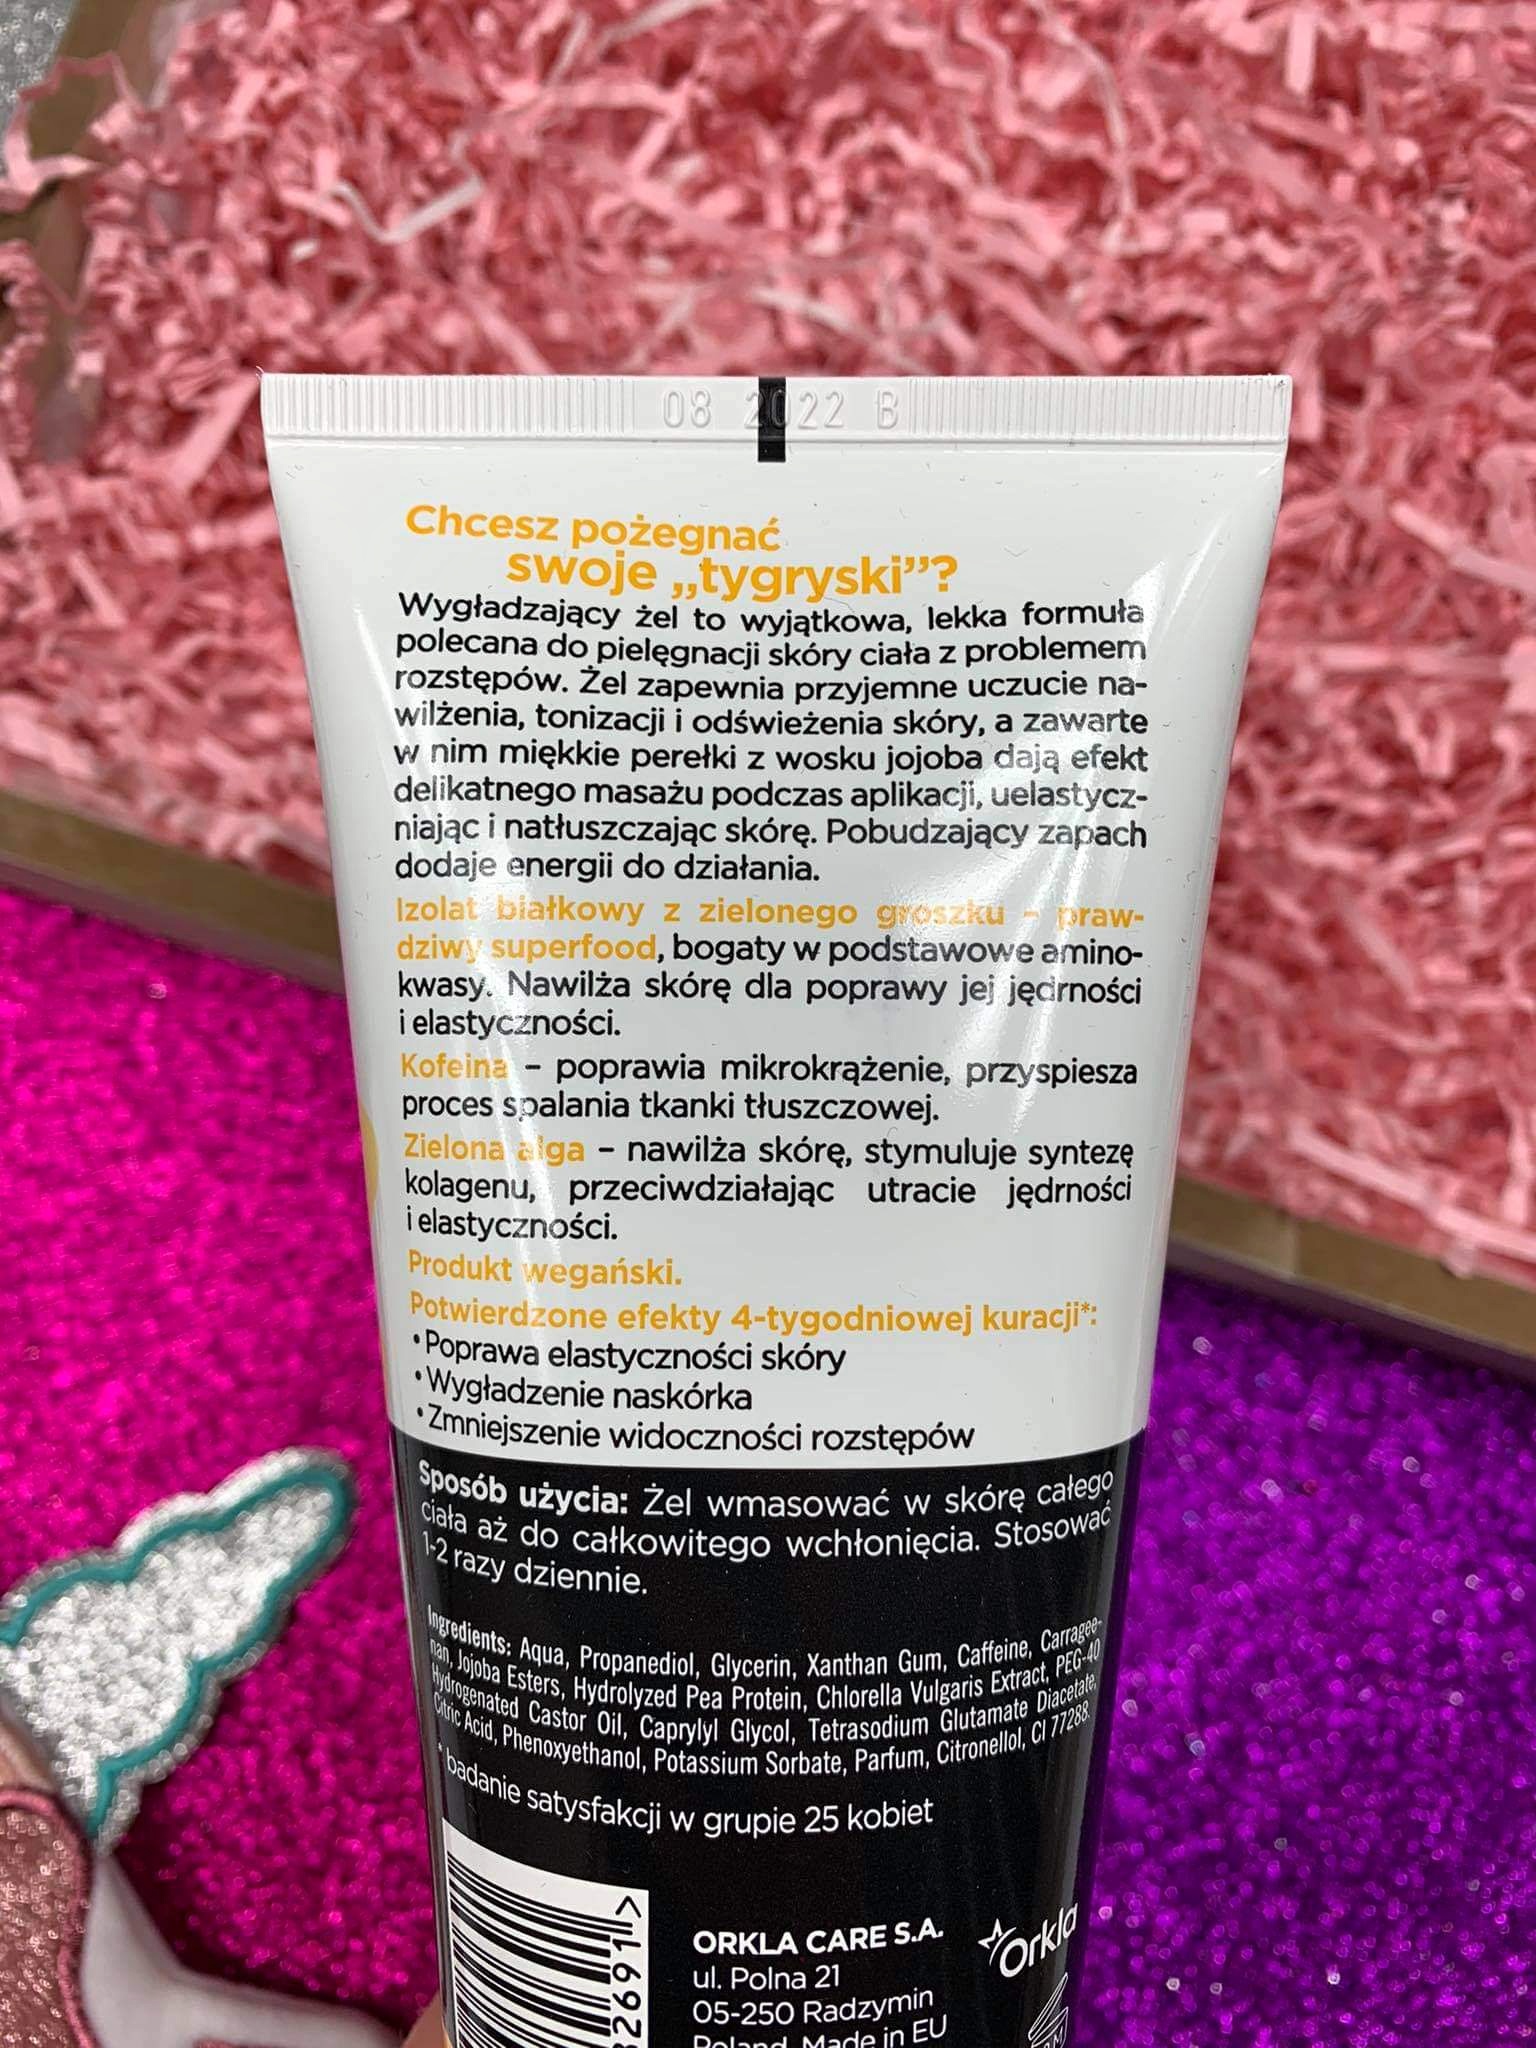 08 2022 B
Chcesz pożegnać
swoje „tygryski”?
Wygładzający żel to wyjątkowa, lekka formuła
polecana do pielęgnacji skóry ciała z problemem
rozstępów. Żel zapewnia przyjemne uczucie na-
wilżenia, tonizacji i odświeżenia skóry, a zawarte
w nim miękkie perełki z wosku jojoba dają efekt
delikatnego masażu podczas aplikacji, uelastycz-
niając i natłuszczając skórę. Pobudzający zapach
dodaje energii do działania.
Izolat białkowy z zielonego groszku – praw-
dziwy superfood, bogaty w podstawowe amino-
kwasy. Nawilża skórę dla poprawy jej jędrności
i elastyczności.
Kofeina – poprawia mikrokrążenie, przyspiesza
proces spalania tkanki tłuszczowej.
Zielona alga – nawilża skórę, stymuluje syntezę
kolagenu, przeciwdziałając utracie jędrności
i elastyczności.
Produkt wegański.
Potwierdzone efekty 4-tygodniowej kuracji*:
• Poprawa elastyczności skóry
• Wygładzenie naskórka
• Zmniejszenie widoczności rozstępów
Sposób użycia: Żel wmasować w skórę całego
ciała aż do całkowitego wchłonięcia. Stosować
1-2 razy dziennie.
Ingredients: Aqua, Propanediol, Glycerin, Xanthan Gum, Caffeine, Carragee-
nan, Jojoba Esters, Hydrolyzed Pea Protein, Chlorella Vulgaris Extract, PEG-40
Hydrogenated Castor Oil, Caprylyl Glycol, Tetrasodium Glutamate Diacetate,
Citric Acid, Phenoxyethanol, Potassium Sorbate, Parfum, Citronellol, CI 77288.
* badanie satysfakcji w grupie 25 kobiet
ORKLA CARE S.A.
ul. Polna 21
05-250 Radzymin
Poland, Made in EU
Orkla
26911>